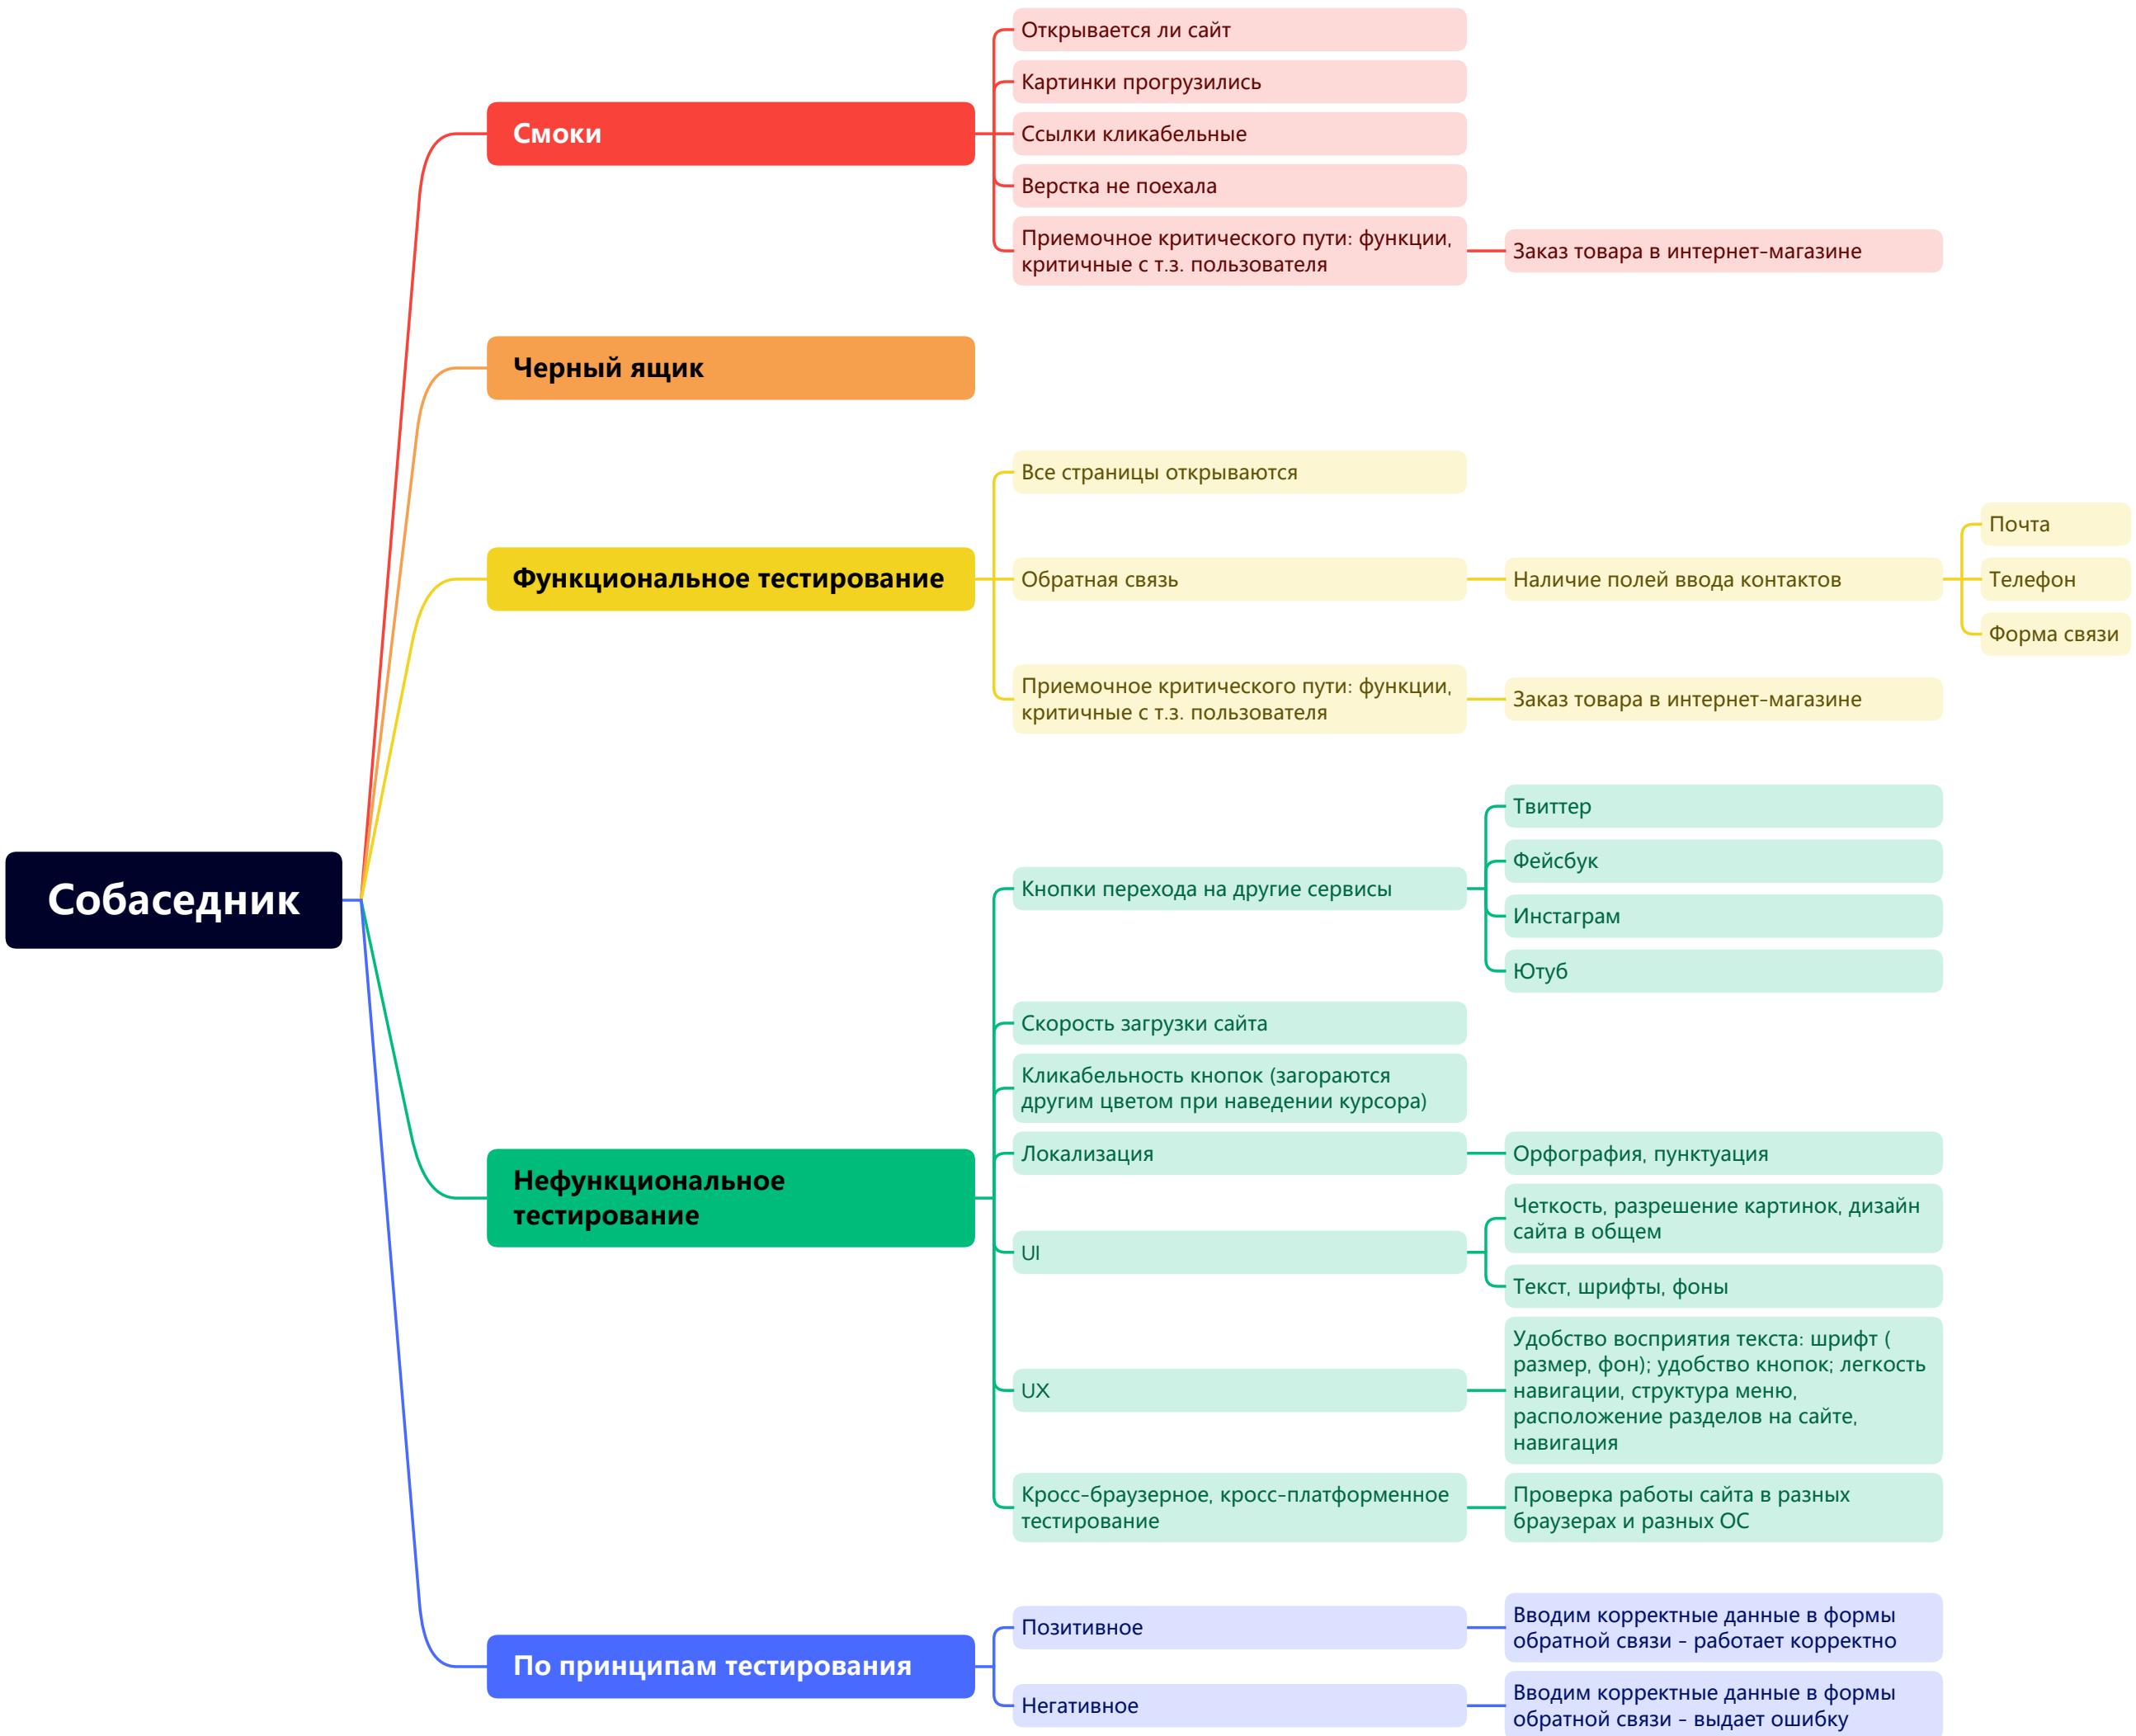 Собаседник
Смоки
Открывается ли сайт
Картинки прогрузились
Ссылки кликабельные
Верстка не поехала
Приемочное критического пути: функции,
критичные с т.з. пользователя
Заказ товара в интернет-магазине
Черный ящик
Функциональное тестирование
Все страницы открываются
Обратная связь
Наличие полей ввода контактов
Почта
Телефон
Форма связи
Приемочное критического пути: функции,
критичные с т.з. пользователя
Заказ товара в интернет-магазине
Нефункциональное
тестирование
Кнопки перехода на другие сервисы
Твиттер
Фейсбук
Инстаграм
Ютуб
Скорость загрузки сайта
Кликабельность кнопок (загораются
другим цветом при наведении курсора)
Локализация
Орфография, пунктуация
UI
Четкость, разрешение картинок, дизайн
сайта в общем
Текст, шрифты, фоны
UX
Удобство восприятия текста: шрифт (
размер, фон); удобство кнопок; легкость
навигации, структура меню,
расположение разделов на сайте,
навигация
Кросс-браузерное, кросс-платформенное
тестирование
Проверка работы сайта в разных
браузерах и разных ОС
По принципам тестирования
Позитивное
Вводим корректные данные в формы
обратной связи - работает корректно
Негативное
Вводим корректные данные в формы
обратной связи - выдает ошибку